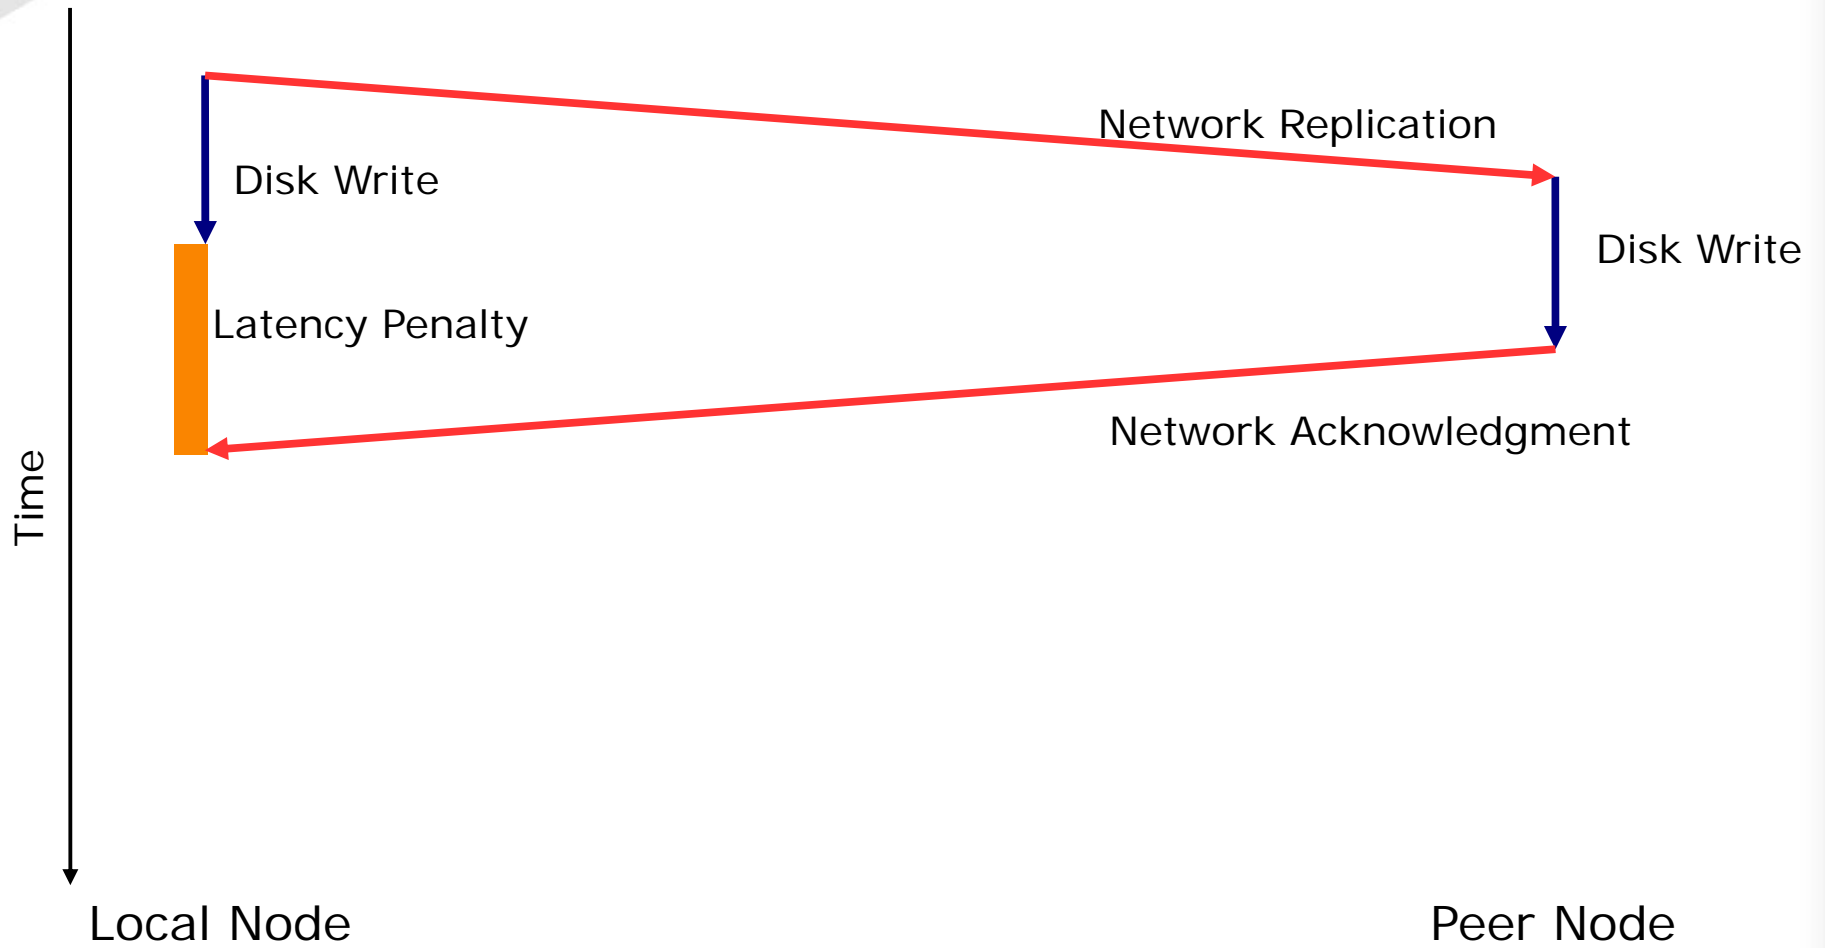 Network Replication
Disk Write
Disk Write
Latency Penalty
Network Acknowledgment
Time
Local Node
Peer Node